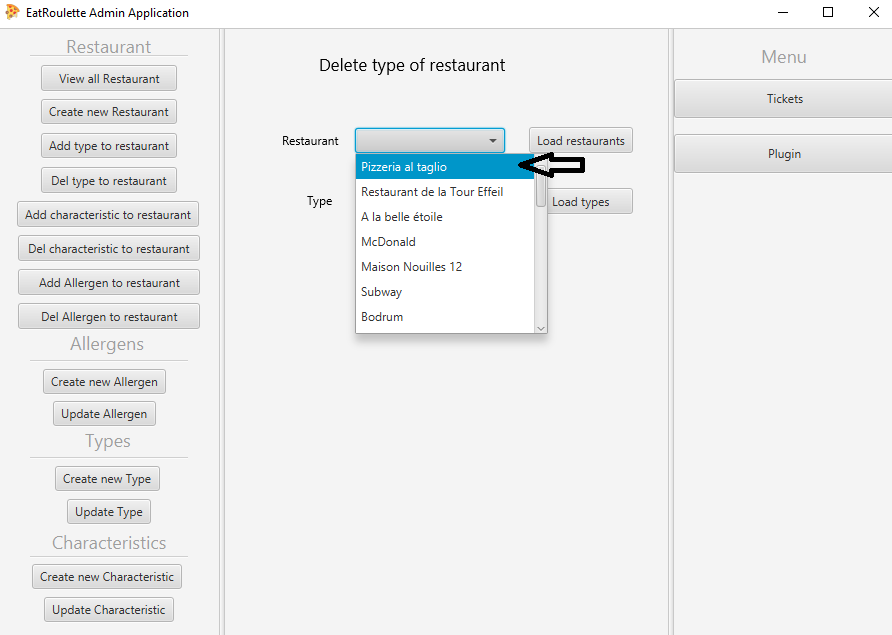 EatRoulette Admin Application
Restaurant
View all Restaurant
Create new Restaurant
Add type to restaurant
Del type to restaurant
Add characteristic to restaurant
Del characteristic to restaurant
Add Allergen to restaurant
Del Allergen to restaurant
Allergens
Create new Allergen
Update Allergen
Types
Create new Type
Update Type
Characteristics
Create new Characteristic
Update Characteristic
Delete type of restaurant
Restaurant
Load restaurants
Pizzeria al taglio
Restaurant de la Tour Effeil
A la belle étoile
McDonald
Maison Nouilles 12
Subway
Bodrum
Type
Load types
Menu
Tickets
Plugin